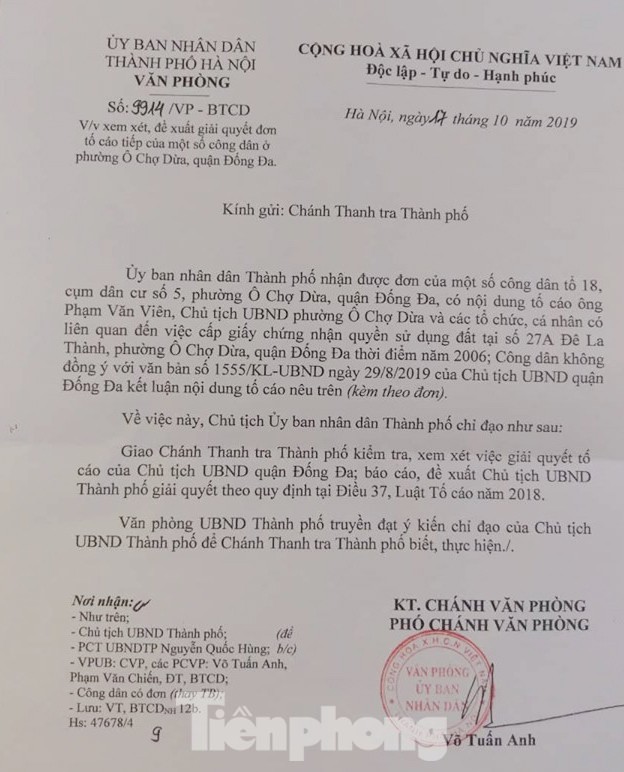 ỦY BAN NHÂN DÂN
THÀNH PHỐ HÀ NỘI
VĂN PHÒNG
Số: 9914/VP - BTCD
V/v xem xét, đề xuất giải quyết đơn
tố cáo tiếp của một số công dân ở
phường Ô Chợ Dừa, quận Đống Đa.
CỘNG HOÀ XÃ HỘI CHỦ NGHĨA VIỆT NAM
Độc lập - Tự do - Hạnh phúc
Hà Nội, ngày 17 tháng 10 năm 2019
Kính gửi: Chánh Thanh tra Thành phố
Ủy ban nhân dân Thành phố nhận được đơn của một số công dân tổ 18,
cụm dân cư số 5, phường Ô Chợ Dừa, quận Đống Đa, có nội dung tố cáo ông
Phạm Văn Viên, Chủ tịch UBND phường Ô Chợ Dừa và các tổ chức, cá nhân có
liên quan đến việc cấp giấy chứng nhận quyền sử dụng đất tại số 27A Đê La
Thành, phường Ô Chợ Dừa, quận Đống Đa thời điểm năm 2006; Công dân không
đồng ý với văn bản số 1555/KL-UBND ngày 29/8/2019 của Chủ tịch UBND quận
Đống Đa kết luận nội dung tố cáo nêu trên (kèm theo đơn).
Về việc này, Chủ tịch Ủy ban nhân dân Thành phố chỉ đạo như sau:
Giao Chánh Thanh tra Thành phố kiểm tra, xem xét việc giải quyết tố
cáo của Chủ tịch UBND quận Đống Đa; báo cáo, đề xuất Chủ tịch UBND
Thành phố giải quyết theo quy định tại Điều 37, Luật Tố cáo năm 2018.
Văn phòng UBND Thành phố truyền đạt ý kiến chỉ đạo của Chủ tịch
UBND Thành phố để Chánh Thanh tra Thành phố biết, thực hiện./.
Nơi nhận:
- Như trên;
- Chủ tịch UBND Thành phố; (để
- PCT UBNDTP Nguyễn Quốc Hùng; b/c)
- VPUB: CVP, các PCVP: Võ Tuấn Anh,
Phạm Văn Chiến, ĐT, BTCD;
- Công dân có đơn (thay TB);
- Lưu: VT, BTCDNH 12b.
Hs: 47678/4
9
KT. CHÁNH VĂN PHÒNG
PHÓ CHÁNH VĂN PHÒNG
VĂN PHÒNG
ỦY BAN
NHÂN DÂN
Võ Tuấn Anh
Tiềnphong